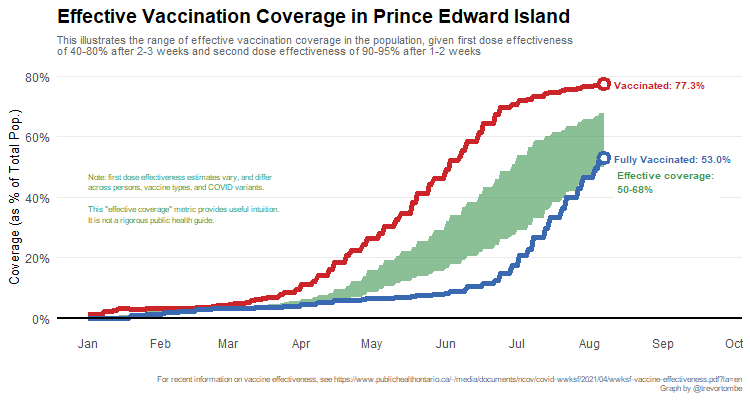 Effective Vaccination Coverage in Prince Edward Island
This illustrates the range of effective vaccination coverage in the population, given first dose effectiveness
of 40-80% after 2-3 weeks and second dose effectiveness of 90-95% after 1-2 weeks
Coverage (as % of Total Pop.)
80%
60%
40%
20%
0%
Note: first dose effectiveness estimates vary, and differ
across persons, vaccine types, and COVID variants.
This "effective coverage" metric provides useful intuition.
It is not a rigorous public health guide.
Vaccinated: 77.3%
Fully Vaccinated: 53.0%
Effective coverage:
50-68%
Jan Feb Mar Apr May Jun Jul Aug Sep Oct
For recent information on vaccine effectiveness, see https://www.publichealthontario.ca/-/media/documents/ncov/covid-wwksf/2021/04/wwksf-vaccine-effectiveness.pdf?la=en
Graph by @trevortombe